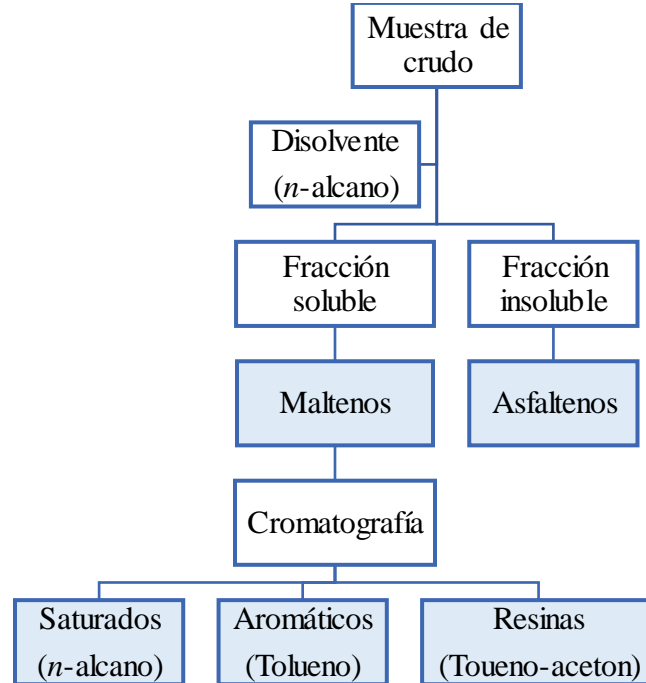 Muestra de
crudo
Disolvente
(n-alcano)
Fracción
soluble
Fracción
insoluble
Maltenos
Asfaltenos
Cromatografía
Saturados
(n-alcano)
Aromáticos
(Tolueno)
Resinas
(Toueno-aceton)